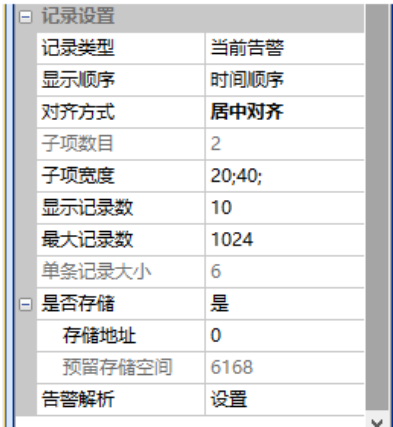 记录设置
记录类型 当前告警
显示顺序 时间顺序
对齐方式 居中对齐
子项数目 2
子项宽度 20;40;
显示记录数 10
最大记录数 1024
单条记录大小 6
是否存储 是
存储地址 0
预留存储空间 6168
告警解析 设置